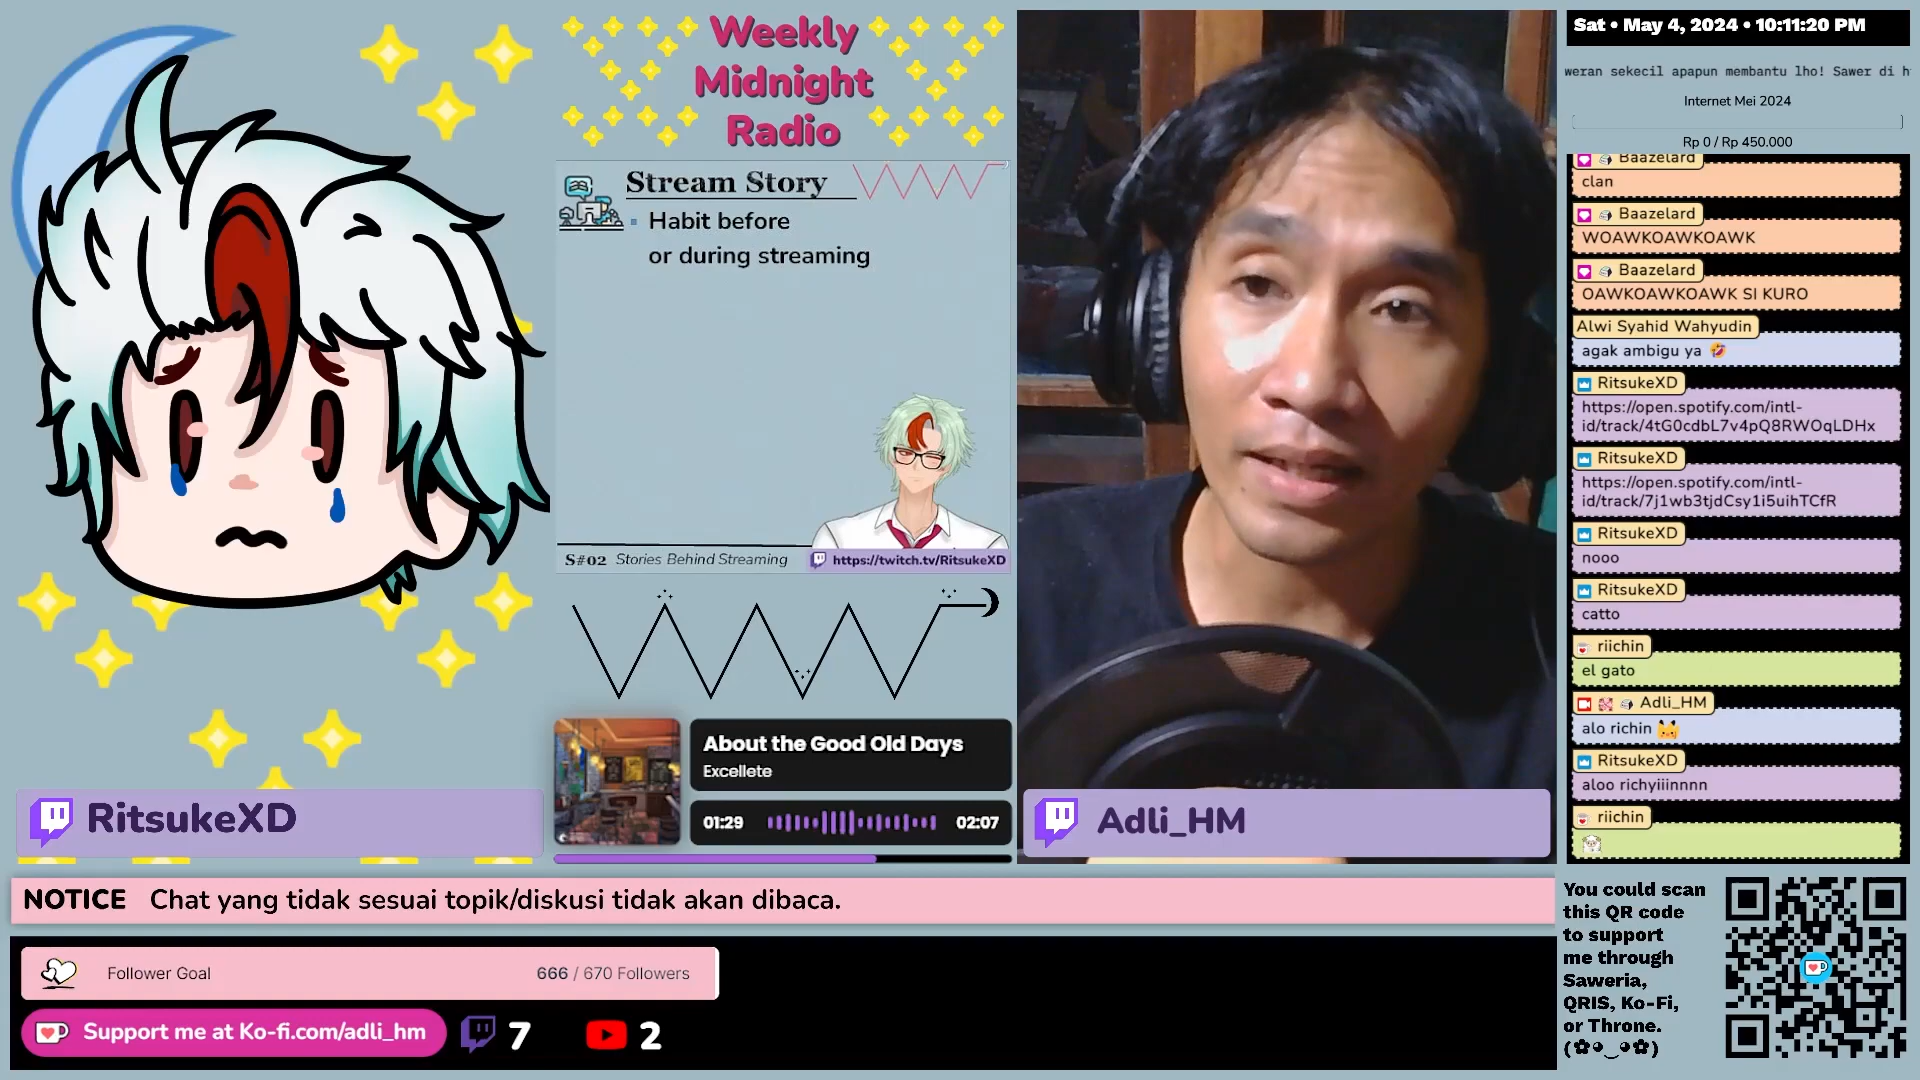 Weekly
Midnight
Radio
Stream Story
Habit before
or during streaming
S#02 Stories Behind Streaming
https://twitch.tv/RitsukeXD
About the Good Old Days
Excellete
01:29
02:07
RitsukeXD
Adli_HM
Sat • May 4, 2024 • 10:11:20 PM
weran sekecil apapun membantu lho! Sawer di h
Internet Mei 2024
Rp 0 / Rp 450.000
Baazelard
clan
Baazelard
WOAWKOAWKOAWK
Baazelard
OAWKOAWKOAWK SI KURO
Alwi Syahid Wahyudin
agak ambigu ya 🤣
RitsukeXD
https://open.spotify.com/intl-
id/track/4tG0cdbL7v4pQ8RWOqLDHx
RitsukeXD
https://open.spotify.com/intl-
id/track/7j1wb3tjdCsy1i5uihTCfR
RitsukeXD
nooo
RitsukeXD
catto
riichin
el gato
Adli_HM
alo richin
RitsukeXD
aloo richyiiinnnn
riichin
NOTICE Chat yang tidak sesuai topik/diskusi tidak akan dibaca.
Follower Goal
666 / 670 Followers
Support me at Ko-fi.com/adli_hm
7
2
You could scan
this QR code
to support
me through
Saweria,
QRIS, Ko-Fi,
or Throne.
(✿◕‿◕✿)